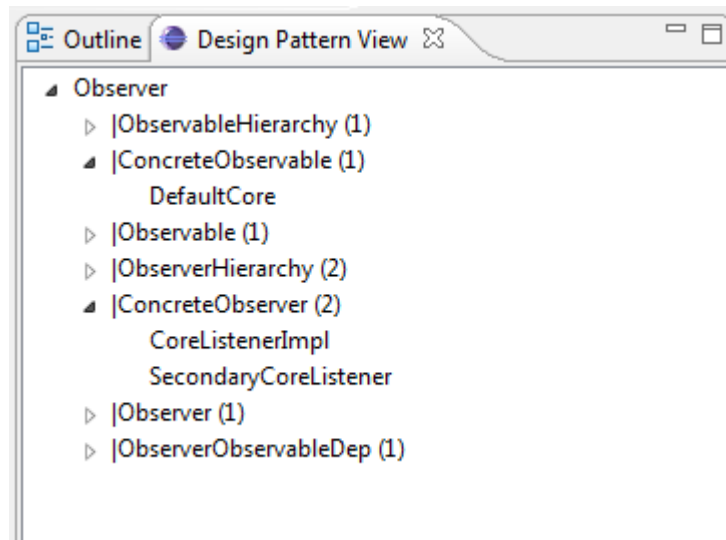 Outline Design Pattern View
Observer
|ObservableHierarchy (1)
|ConcreteObservable (1)
DefaultCore
|Observable (1)
|ObserverHierarchy (2)
|ConcreteObserver (2)
CoreListenerImpl
SecondaryCoreListener
|Observer (1)
|ObserverObservableDep (1)